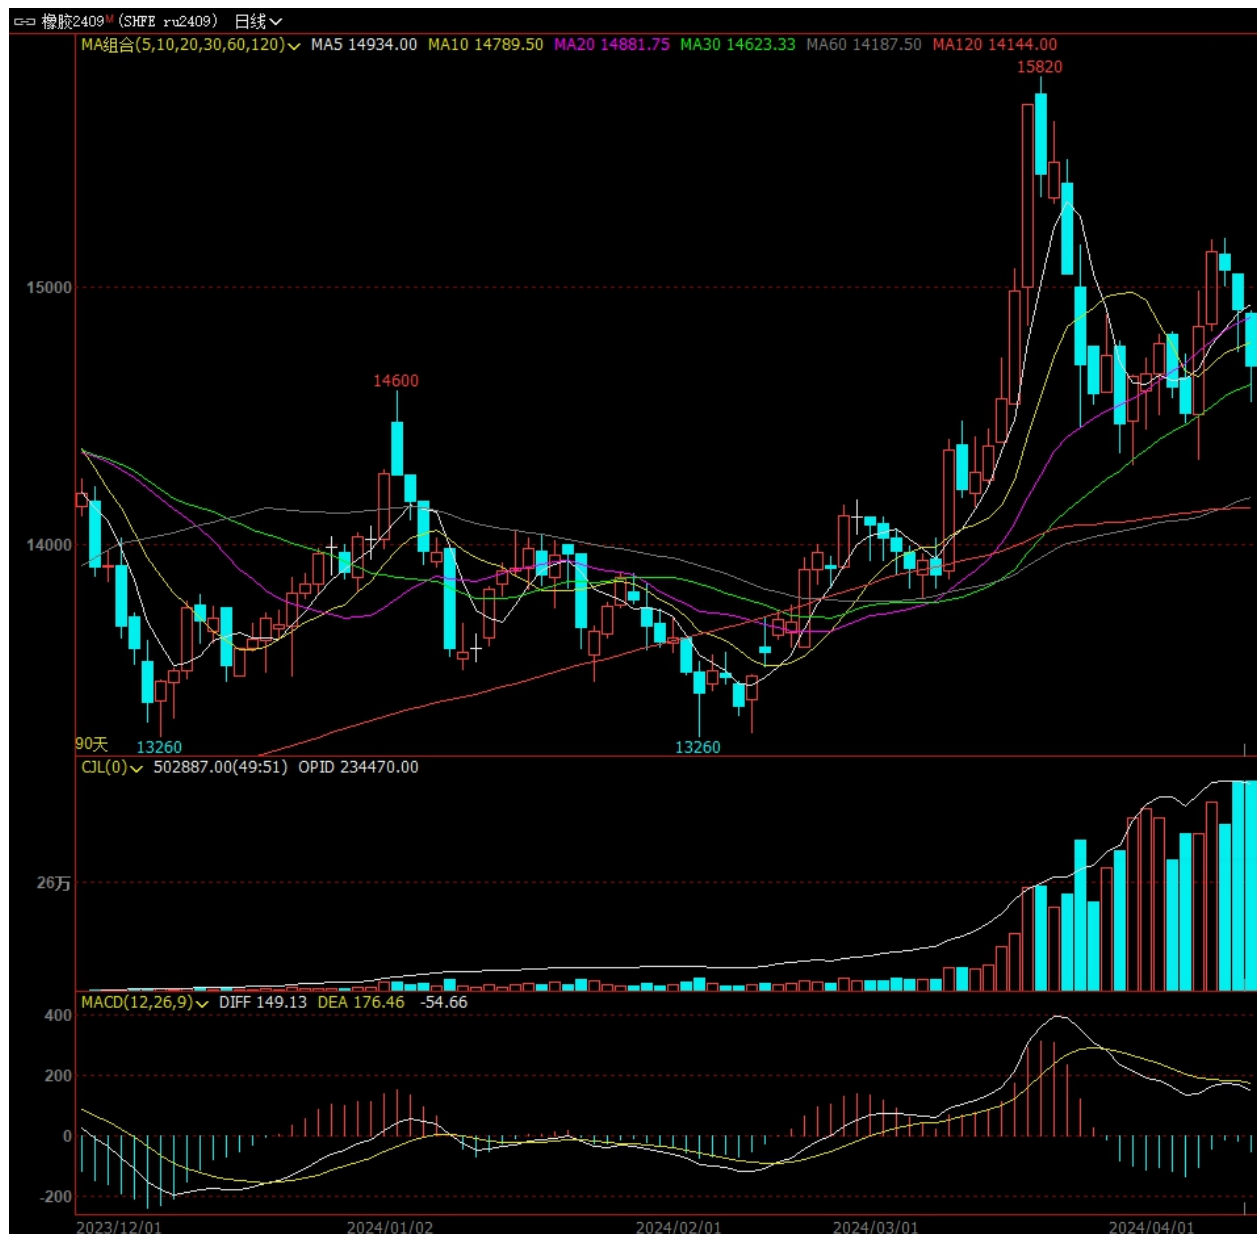 橡胶2409M (SHFE ru2409) 日线
MA组合(5,10,20,30,60,120) MA5 14934.00 MA10 14789.50 MA20 14881.75 MA30 14623.33 MA60 14187.50 MA120 14144.00
15820
15000
14600
14000
90天
13260
13260
CJL(0) 502887.00(49:51) OPID 234470.00
26万
MACD(12,26,9) DIFF 149.13 DEA 176.46 -54.66
400
200
0
-200
2023/12/01 2024/01/02 2024/02/01 2024/03/01 2024/04/01